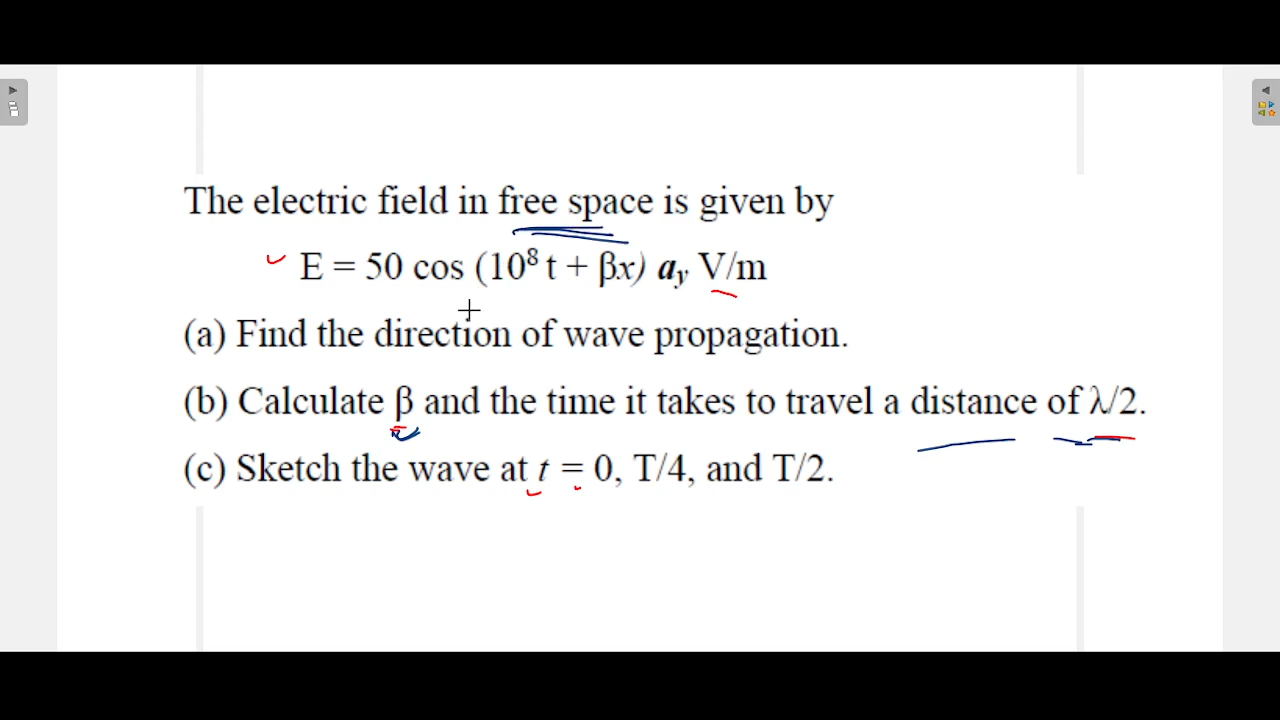 The electric field in free space is given by
E = 50 cos (10⁸ t + βx) aᵧ V/m
(a) Find the direction of wave propagation.
(b) Calculate β and the time it takes to travel a distance of λ/2.
(c) Sketch the wave at t = 0, T/4, and T/2.